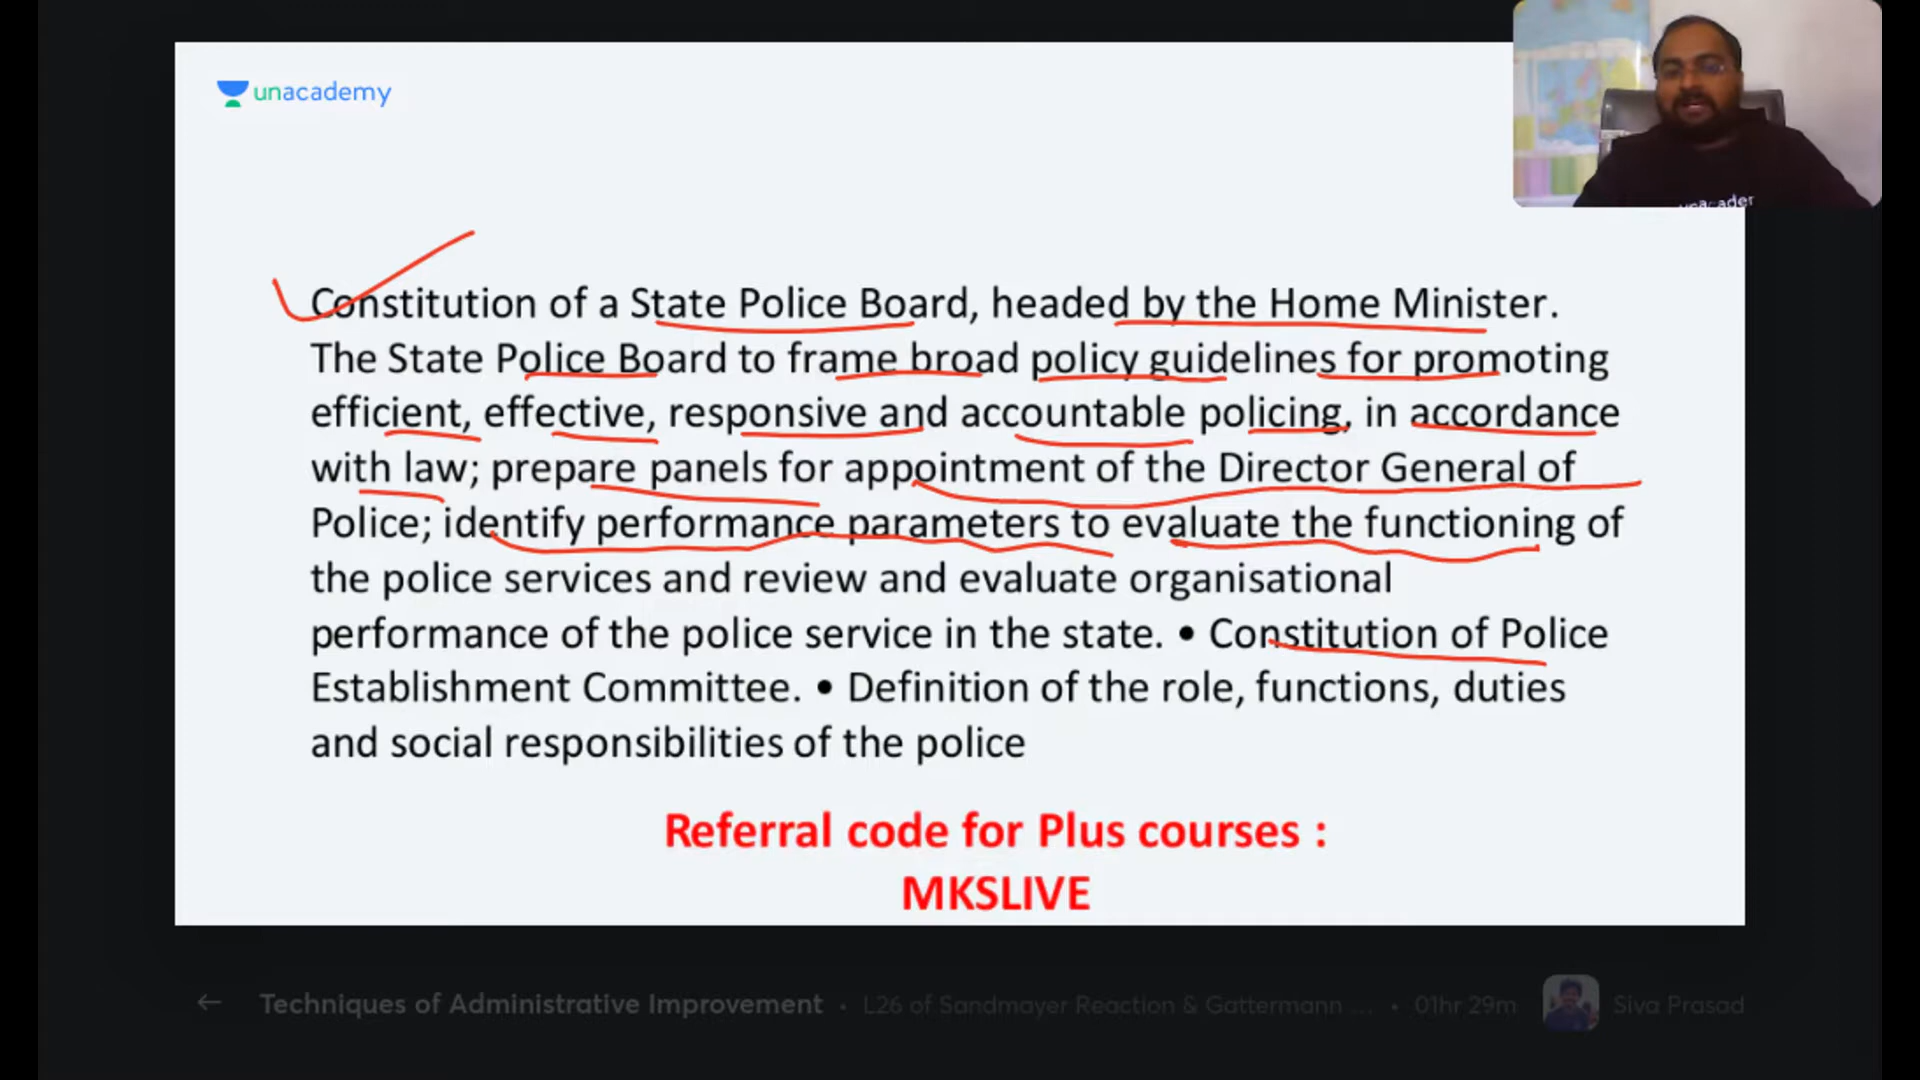 unacademy
Constitution of a State Police Board, headed by the Home Minister.
The State Police Board to frame broad policy guidelines for promoting
efficient, effective, responsive and accountable policing, in accordance
with law; prepare panels for appointment of the Director General of
Police; identify performance parameters to evaluate the functioning of
the police services and review and evaluate organisational
performance of the police service in the state. • Constitution of Police
Establishment Committee. • Definition of the role, functions, duties
and social responsibilities of the police
Referral code for Plus courses :
MKSLIVE
Techniques of Administrative Improvement • L26 of Sandmayer Reaction & Gattermann ... • 01hr 29m Siva Prasad